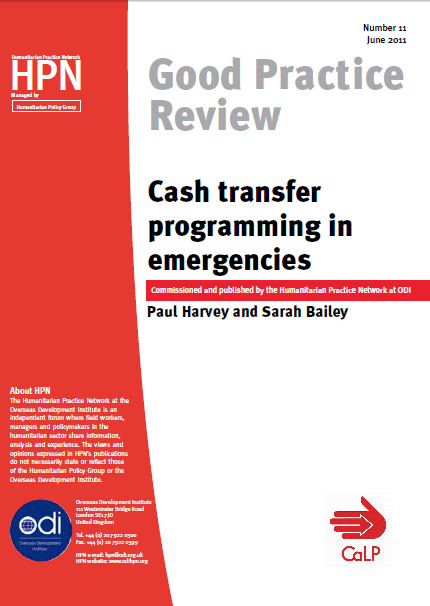 Number 11
June 2011
Humanitarian Practice Network
HPN
Managed by
Humanitarian Policy Group
Good Practice
Review
Cash transfer
programming in
emergencies
Commissioned and published by the Humanitarian Practice Network at ODI
Paul Harvey and Sarah Bailey
About HPN
The Humanitarian Practice Network at the
Overseas Development Institute is an
independent forum where field workers,
managers and policymakers in the
humanitarian sector share information,
analysis and experience. The views and
opinions expressed in HPN's publications
do not necessarily state or reflect those
of the Humanitarian Policy Group or the
Overseas Development Institute.
odi
Overseas Development
Institute
Overseas Development Institute
111 Westminster Bridge Road
London SE1 7JD
United Kingdom
Tel. +44 (0) 20 7922 0300
Fax. +44 (0) 20 7922 0399
HPN e-mail: hpn@odi.org.uk
HPN website: www.odihpn.org
CaLP